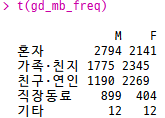 > t(gd_mb_freq)
M F
혼자 2794 2141
가족·친지 1775 2345
친구·연인 1190 2269
직장동료 899 404
기타 12 12